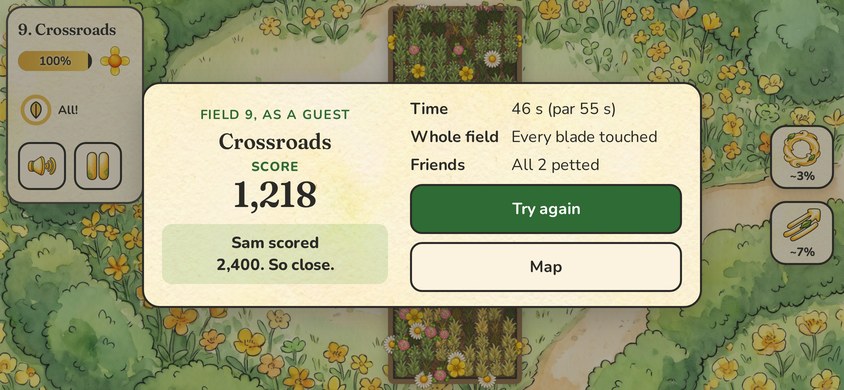 9. Crossroads
100%
All!
FIELD 9, AS A GUEST
Crossroads
SCORE
1,218
Sam scored
2,400. So close.
Time 46 s (par 55 s)
Whole field Every blade touched
Friends All 2 petted
Try again
Map
~3%
~7%